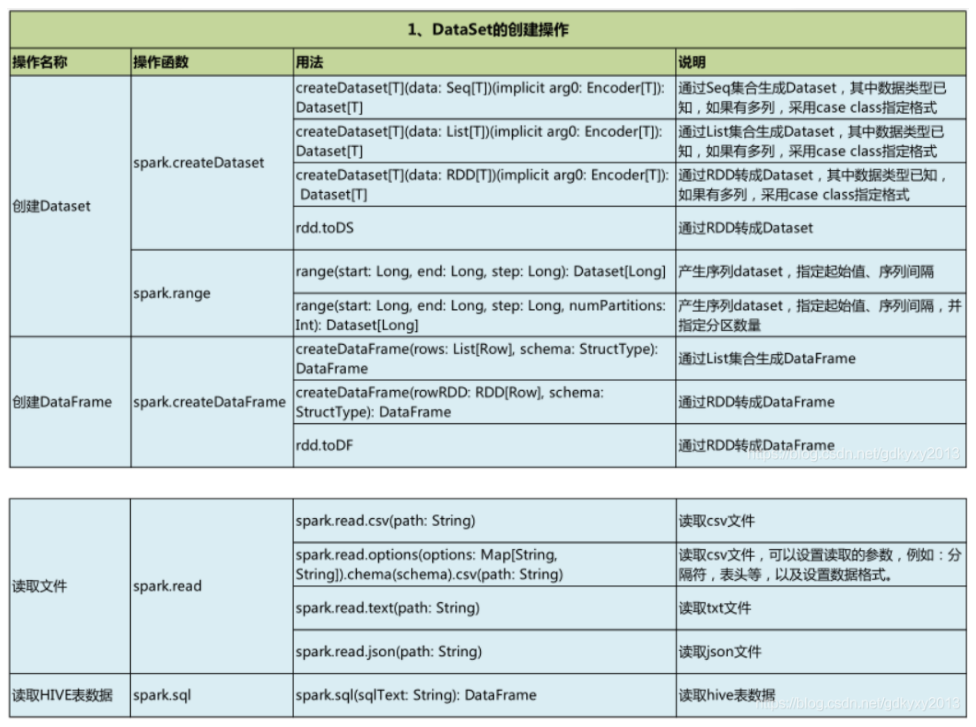 1、DataSet的创建操作
操作名称 操作函数 用法 说明
创建Dataset
spark.createDataset
createDataset[T](data: Seq[T])(implicit arg0: Encoder[T]):
Dataset[T]
通过Seq集合生成Dataset，其中数据类型已
知，如果有多列，采用case class指定格式
createDataset[T](data: List[T])(implicit arg0: Encoder[T]):
Dataset[T]
通过List集合生成Dataset，其中数据类型已
知，如果有多列，采用case class指定格式
createDataset[T](data: RDD[T])(implicit arg0: Encoder[T]):
Dataset[T]
通过RDD转成Dataset，其中数据类型已知，
如果有多列，采用case class指定格式
rdd.toDS
通过RDD转成Dataset
spark.range
range(start: Long, end: Long, step: Long): Dataset[Long]
产生序列dataset，指定起始值、序列间隔
range(start: Long, end: Long, step: Long, numPartitions:
Int): Dataset[Long]
产生序列dataset，指定起始值、序列间隔，并
指定分区数量
创建DataFrame
spark.createDataFrame
createDataFrame(rows: List[Row], schema: StructType):
DataFrame
通过List集合生成DataFrame
createDataFrame(rowRDD: RDD[Row], schema:
StructType): DataFrame
通过RDD转成DataFrame
rdd.toDF
通过RDD转成DataFrame
https://blog.csdn.net/gdkyxy2013
读取文件
spark.read
spark.read.csv(path: String)
读取csv文件
spark.read.options(options: Map[String,
String]).chema(schema).csv(path: String)
读取csv文件，可以设置读取的参数，例如：分
隔符，表头等，以及设置数据格式。
spark.read.text(path: String)
读取txt文件
spark.read.json(path: String)
读取json文件
读取HIVE表数据
spark.sql
spark.sql(sqlText: String): DataFrame
读取hive表数据
https://blog.csdn.net/gdkyxy2013